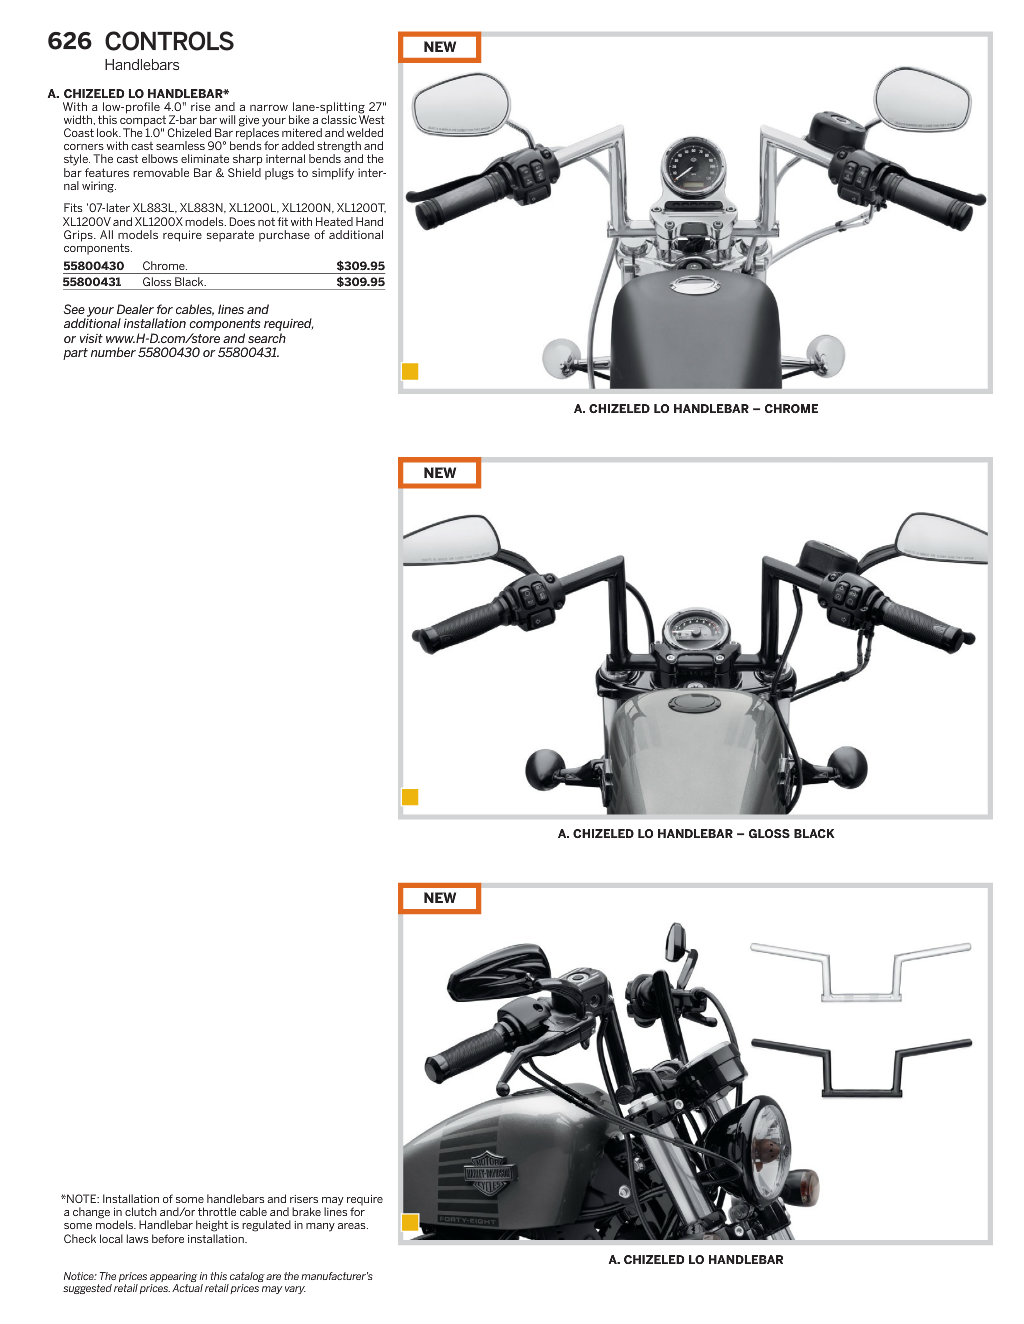 626 CONTROLS
Handlebars
A. CHIZELED LO HANDLEBAR*
With a low-profile 4.0" rise and a narrow lane-splitting 27"
width, this compact Z-bar bar will give your bike a classic West
Coast look. The 1.0" Chizeled Bar replaces mitered and welded
corners with cast seamless 90° bends for added strength and
style. The cast elbows eliminate sharp internal bends and the
bar features removable Bar & Shield plugs to simplify inter-
nal wiring.
Fits '07-later XL883L, XL883N, XL1200L, XL1200N, XL1200T,
XL1200V and XL1200X models. Does not fit with Heated Hand
Grips. All models require separate purchase of additional
components.
55800430 Chrome. $309.95
55800431 Gloss Black. $309.95
See your Dealer for cables, lines and
additional installation components required,
or visit www.H-D.com/store and search
part number 55800430 or 55800431.
NEW
A. CHIZELED LO HANDLEBAR – CHROME
NEW
A. CHIZELED LO HANDLEBAR – GLOSS BLACK
NEW
MOTOR
HARLEY-DAVIDSON
CYCLES
FORTY-EIGHT
A. CHIZELED LO HANDLEBAR
*NOTE: Installation of some handlebars and risers may require
a change in clutch and/or throttle cable and brake lines for
some models. Handlebar height is regulated in many areas.
Check local laws before installation.
Notice: The prices appearing in this catalog are the manufacturer's
suggested retail prices. Actual retail prices may vary.